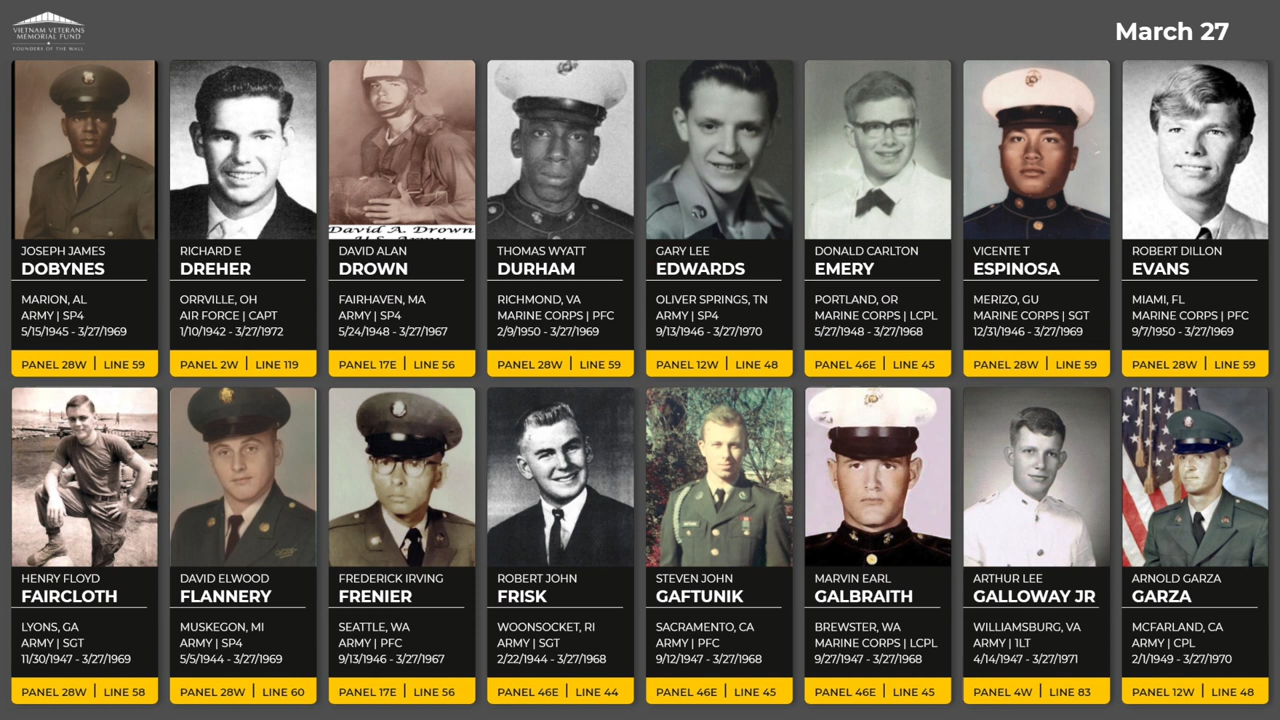 VIETNAM VETERANS
MEMORIAL FUND
FOUNDERS OF THE WALL
March 27
JOSEPH JAMES
DOBYNES
MARION, AL
ARMY | SP4
5/15/1945 - 3/27/1969
PANEL 28W | LINE 59
RICHARD E
DREHER
ORRVILLE, OH
AIR FORCE | CAPT
1/10/1942 - 3/27/1972
PANEL 2W | LINE 119
David A. Drown
U.S. Army
DAVID ALAN
DROWN
FAIRHAVEN, MA
ARMY | SP4
5/24/1948 - 3/27/1967
PANEL 17E | LINE 56
THOMAS WYATT
DURHAM
RICHMOND, VA
MARINE CORPS | PFC
2/9/1950 - 3/27/1969
PANEL 28W | LINE 59
GARY LEE
EDWARDS
OLIVER SPRINGS, TN
ARMY | SP4
9/13/1946 - 3/27/1970
PANEL 12W | LINE 48
DONALD CARLTON
EMERY
PORTLAND, OR
MARINE CORPS | LCPL
5/27/1948 - 3/27/1968
PANEL 46E | LINE 45
VICENTE T
ESPINOSA
MERIZO, GU
MARINE CORPS | SGT
12/31/1946 - 3/27/1969
PANEL 28W | LINE 59
ROBERT DILLON
EVANS
MIAMI, FL
MARINE CORPS | PFC
9/7/1950 - 3/27/1969
PANEL 28W | LINE 59
HENRY FLOYD
FAIRCLOTH
LYONS, GA
ARMY | SGT
11/30/1947 - 3/27/1969
PANEL 28W | LINE 58
DAVID ELWOOD
FLANNERY
MUSKEGON, MI
ARMY | SP4
5/5/1944 - 3/27/1969
PANEL 28W | LINE 60
FREDERICK IRVING
FRENIER
SEATTLE, WA
ARMY | PFC
9/13/1946 - 3/27/1967
PANEL 17E | LINE 56
ROBERT JOHN
FRISK
WOONSOCKET, RI
ARMY | SGT
2/22/1944 - 3/27/1968
PANEL 46E | LINE 44
STEVEN JOHN
GAFTUNIK
SACRAMENTO, CA
ARMY | PFC
9/12/1947 - 3/27/1968
PANEL 46E | LINE 45
MARVIN EARL
GALBRAITH
BREWSTER, WA
MARINE CORPS | LCPL
9/27/1947 - 3/27/1968
PANEL 46E | LINE 45
ARTHUR LEE
GALLOWAY JR
WILLIAMSBURG, VA
ARMY | 1LT
4/14/1947 - 3/27/1971
PANEL 4W | LINE 83
ARNOLD GARZA
GARZA
MCFARLAND, CA
ARMY | CPL
2/1/1949 - 3/27/1970
PANEL 12W | LINE 48